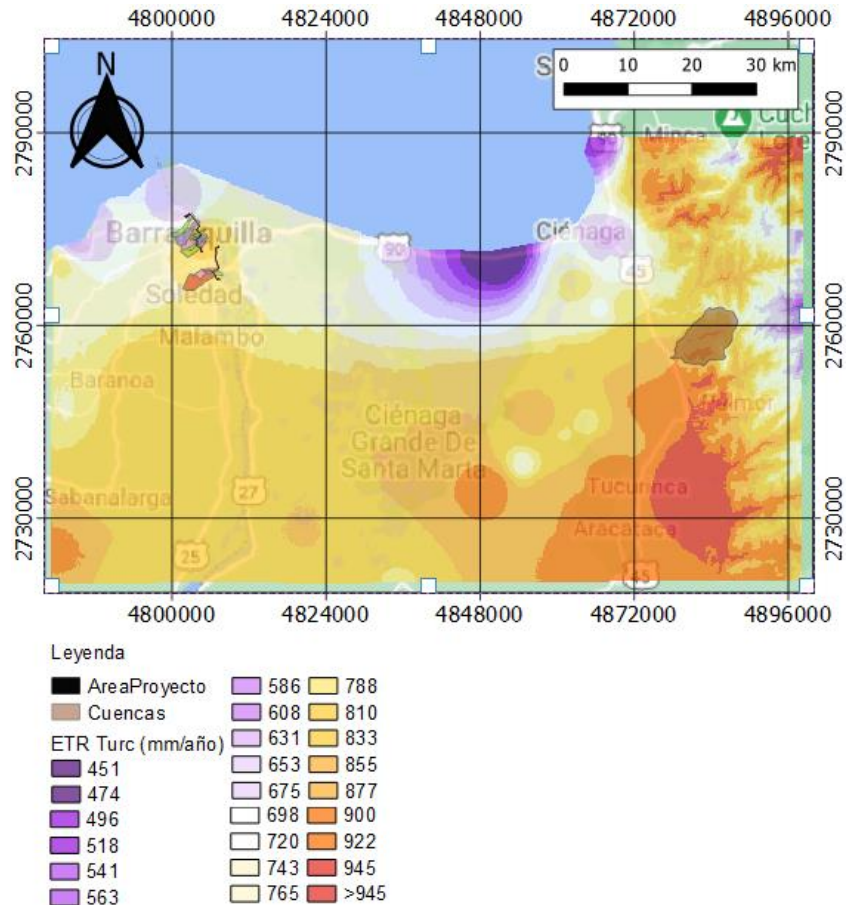 4800000 4824000 4848000 4872000 4896000
N
0 10 20 30 km
S
2790000
2790000
90
Minca
Cuch
Barranquilla
90
Ciénaga
45
Soledad
2760000
2760000
Malambo
Baranoa
Ciénaga
Grande De
Santa Marta
Sabanalarga
27
Tucurinca
2730000
2730000
Aracataca
25
45
4800000 4824000 4848000 4872000 4896000
Leyenda
AreaProyecto
Cuencas
ETR Turc (mm/año)
451
474
496
518
541
563
586
608
631
653
675
698
720
743
765
788
810
833
855
877
900
922
945
>945